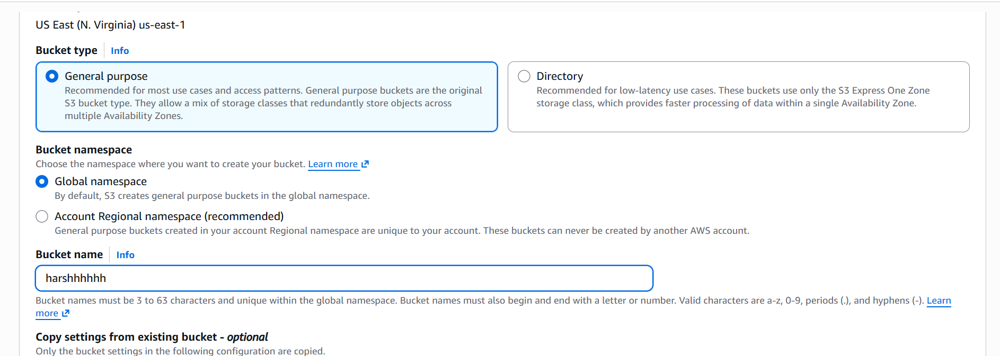 US East (N. Virginia) us-east-1
Bucket type Info
General purpose
Recommended for most use cases and access patterns. General purpose buckets are the original
S3 bucket type. They allow a mix of storage classes that redundantly store objects across
multiple Availability Zones.
Directory
Recommended for low-latency use cases. These buckets use only the S3 Express One Zone
storage class, which provides faster processing of data within a single Availability Zone.
Bucket namespace
Choose the namespace where you want to create your bucket. Learn more
Global namespace
By default, S3 creates general purpose buckets in the global namespace.
Account Regional namespace (recommended)
General purpose buckets created in your account Regional namespace are unique to your account. These buckets can never be created by another AWS account.
Bucket name Info
harshhhhhh
Bucket names must be 3 to 63 characters and unique within the global namespace. Bucket names must also begin and end with a letter or number. Valid characters are a-z, 0-9, periods (.), and hyphens (-). Learn
more
Copy settings from existing bucket - optional
Only the bucket settings in the following configuration are copied.